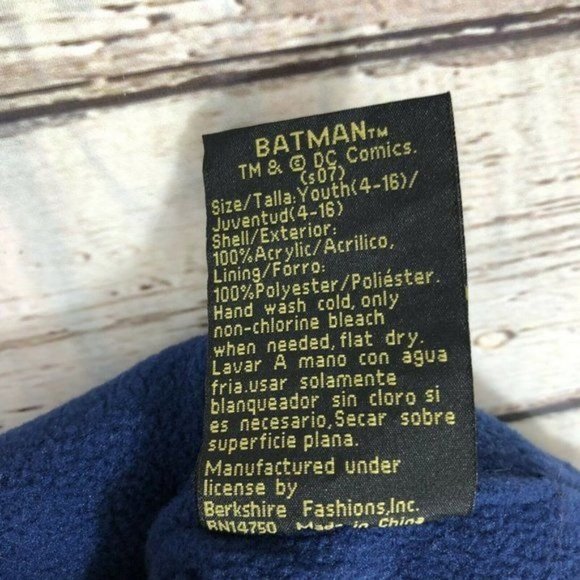 BATMAN™
TM & © DC Comics.
(s07)
Size/Talla:Youth(4-16)/
Juventud(4-16)
Shell/Exterior:
100%Acrylic/Acrilico,
Lining/Forro:
100%Polyester/Poliéster.
Hand wash cold, only
non-chlorine bleach
when needed, flat dry.
Lavar A mano con agua
fria.usar solamente
blanqueador sin cloro si
es necesario,Secar sobre
superficie plana.
Manufactured under
license by
Berkshire Fashions,Inc.
RN14750 Made in China